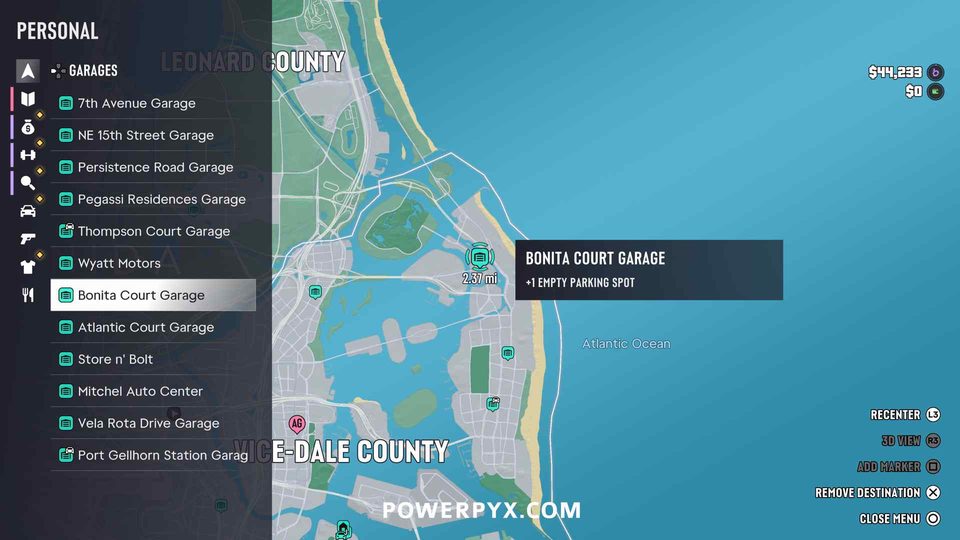 PERSONAL
GARAGES
7th Avenue Garage
NE 15th Street Garage
Persistence Road Garage
Pegassi Residences Garage
Thompson Court Garage
Wyatt Motors
Bonita Court Garage
Atlantic Court Garage
Store n' Bolt
Mitchel Auto Center
Vela Rota Drive Garage
Port Gellhorn Station Garag
LEONARD COUNTY
$44,233
$0
2.37 mi
BONITA COURT GARAGE
+1 EMPTY PARKING SPOT
Atlantic Ocean
AG
VICE-DALE COUNTY
RECENTER L3
3D VIEW R3
ADD MARKER
REMOVE DESTINATION
CLOSE MENU
POWERPYX.COM